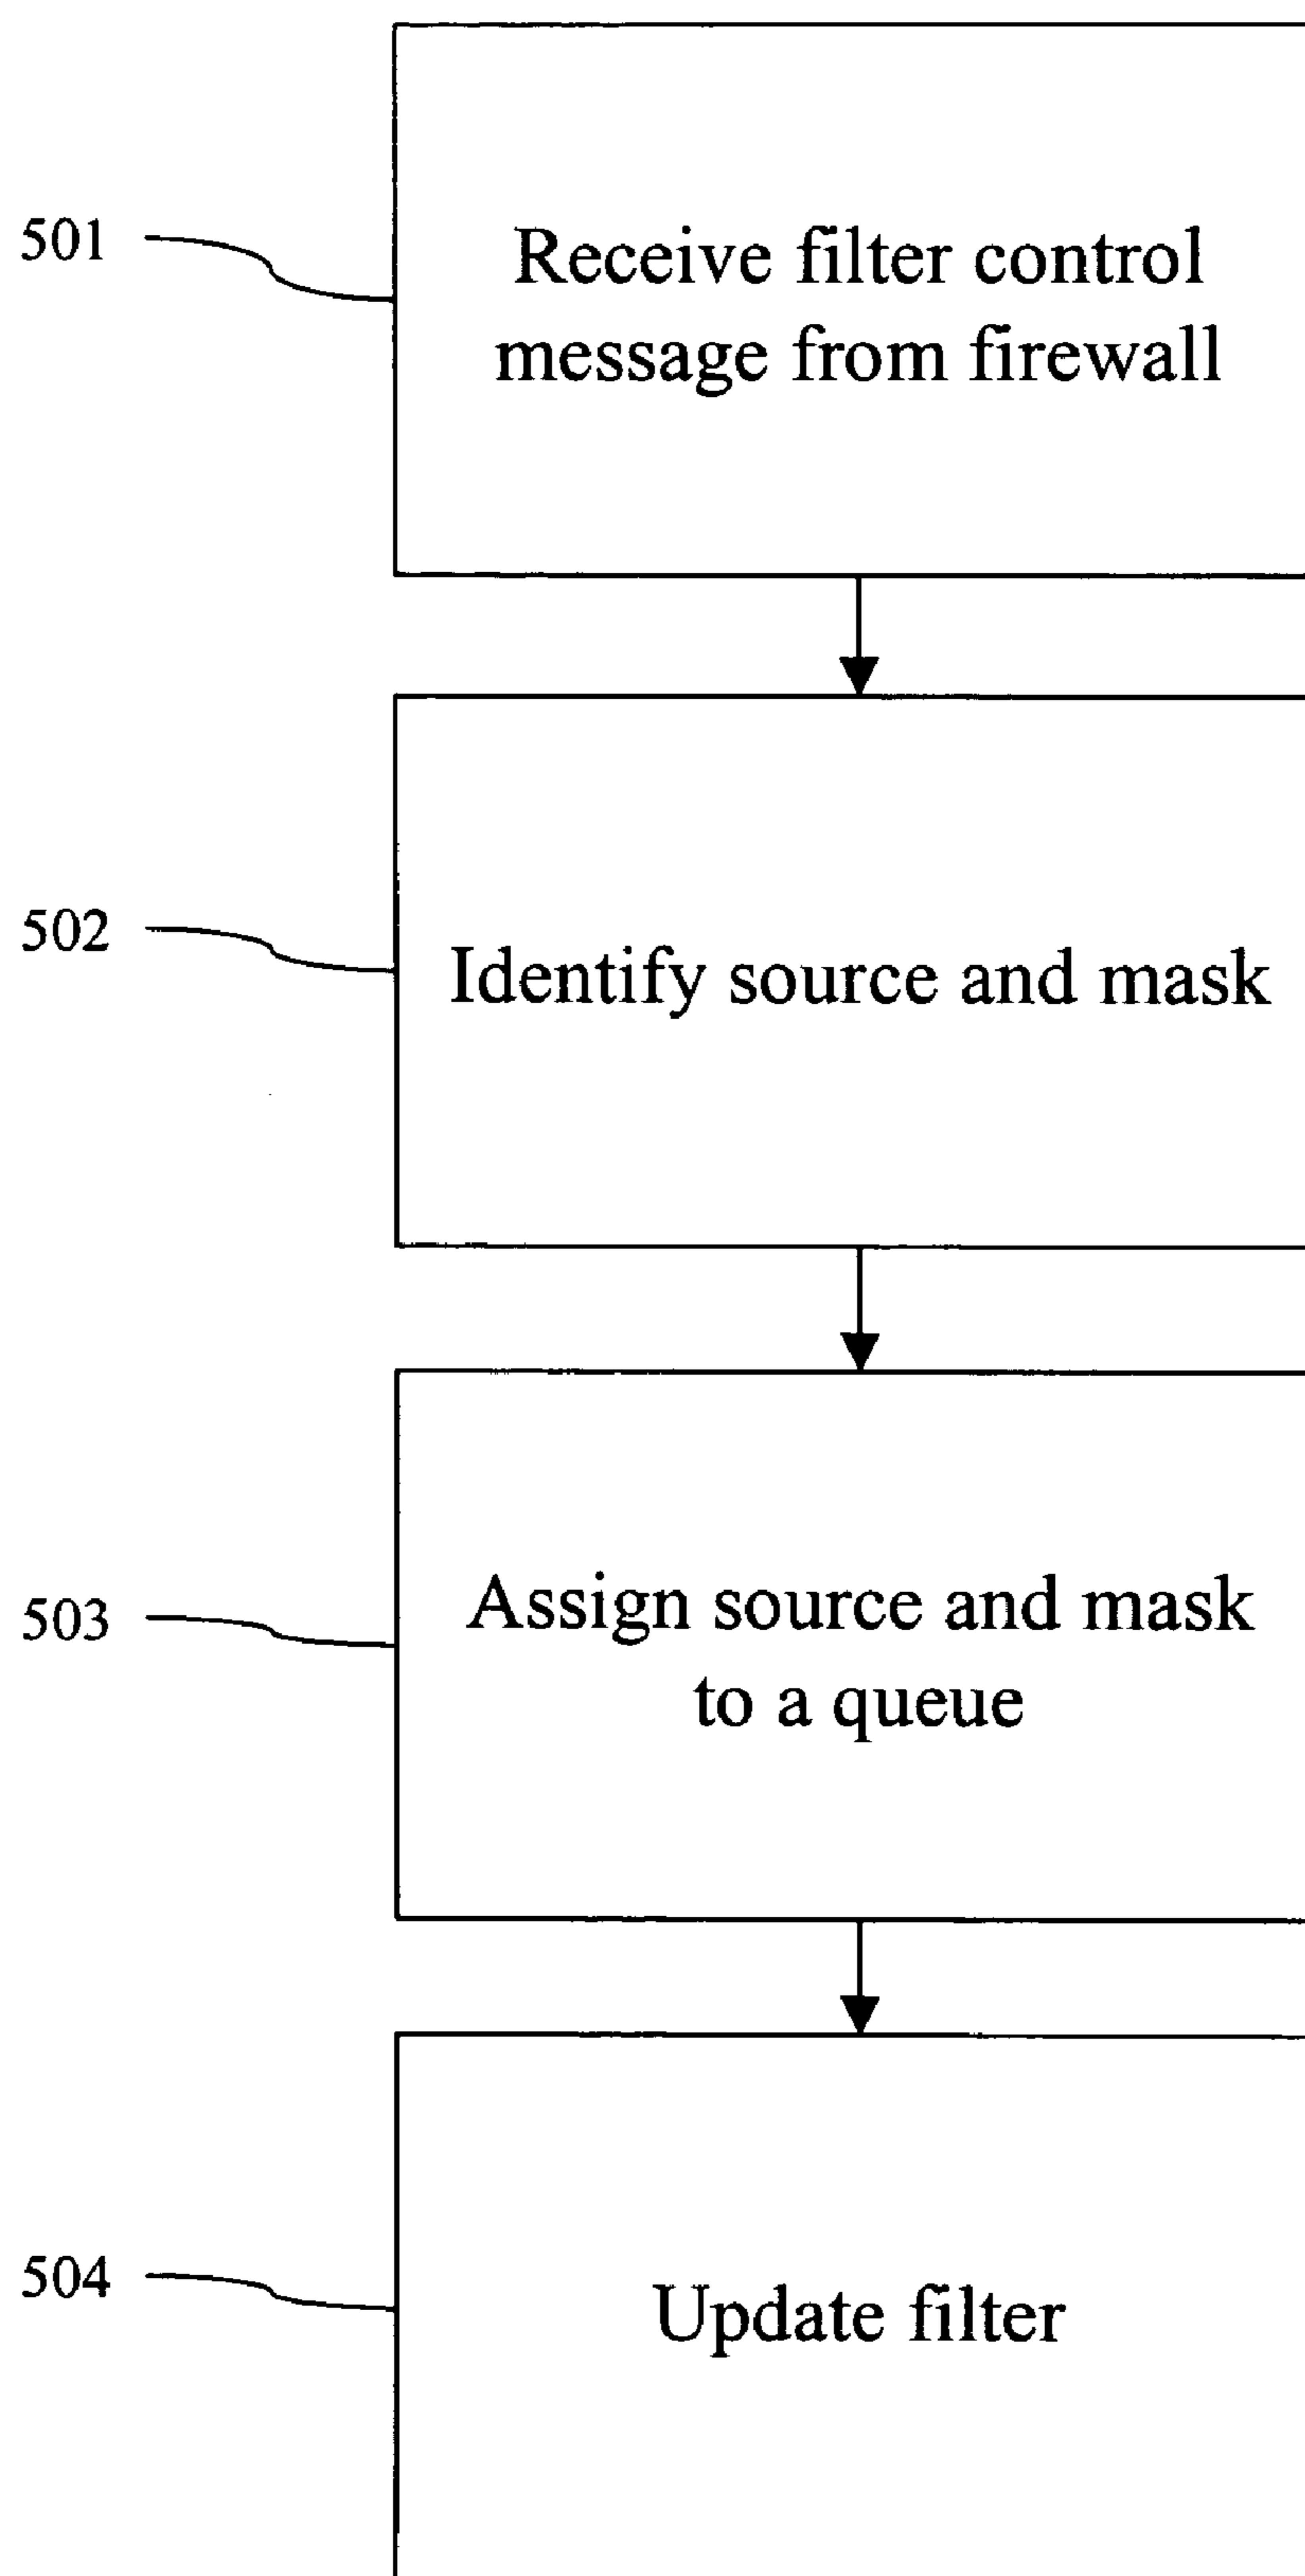 501
Receive filter control
message from firewall
502
Identify source and mask
503
Assign source and mask
to a queue
504
Update filter